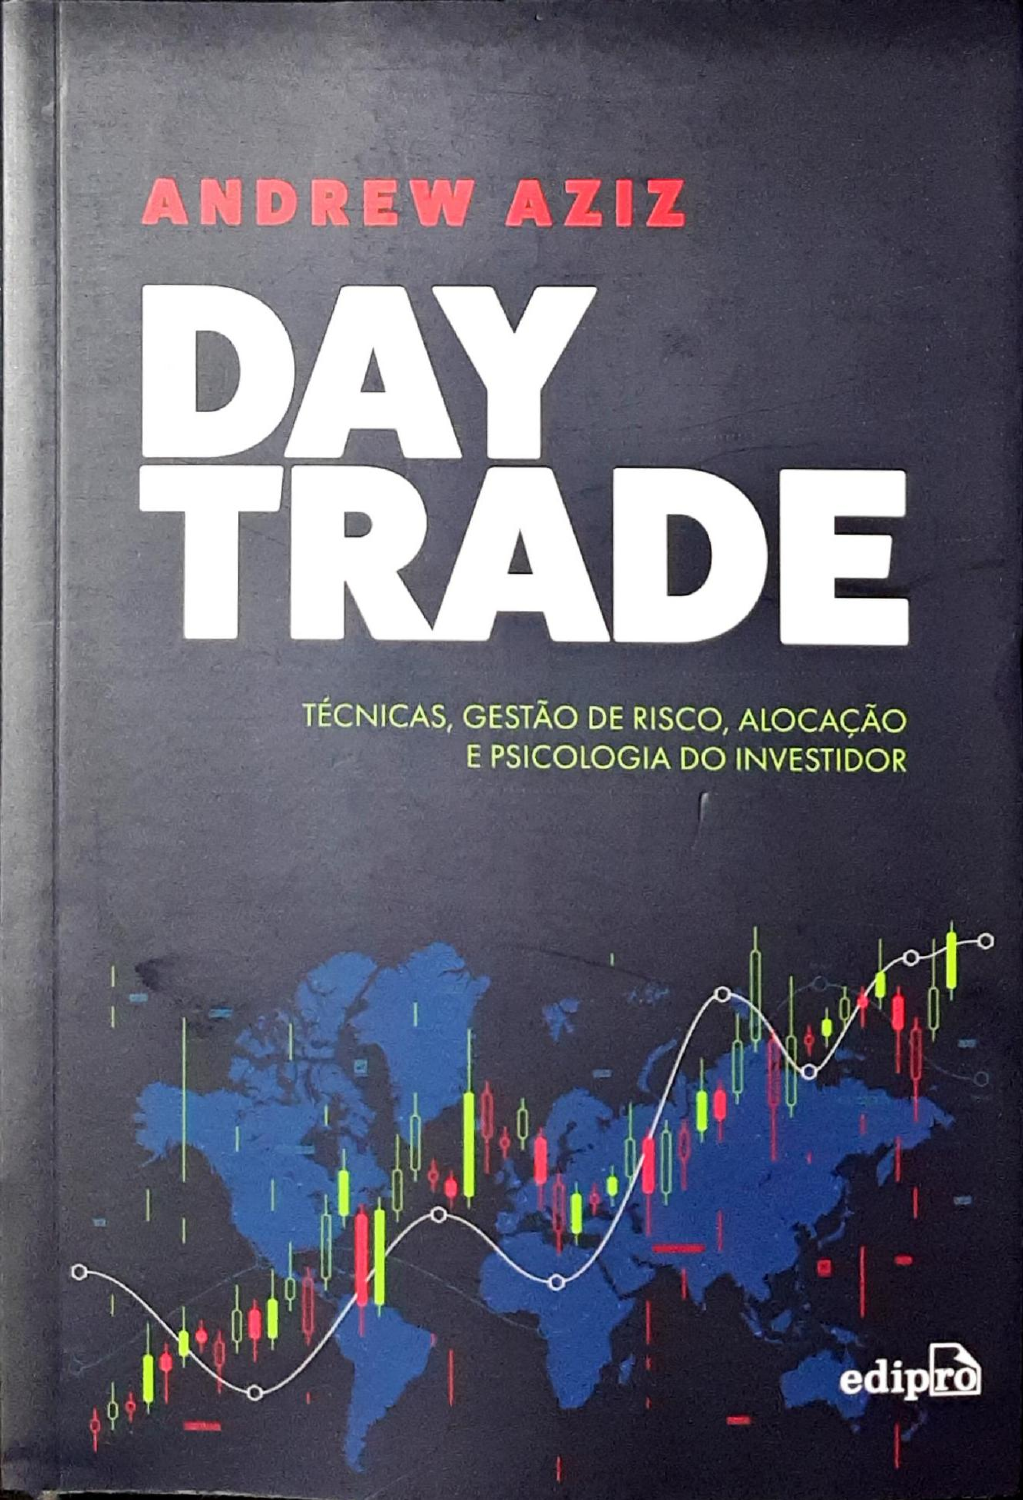 ANDREW AZIZ
DAY
TRADE
TÉCNICAS, GESTÃO DE RISCO, ALOCAÇÃO
E PSICOLOGIA DO INVESTIDOR
edipro